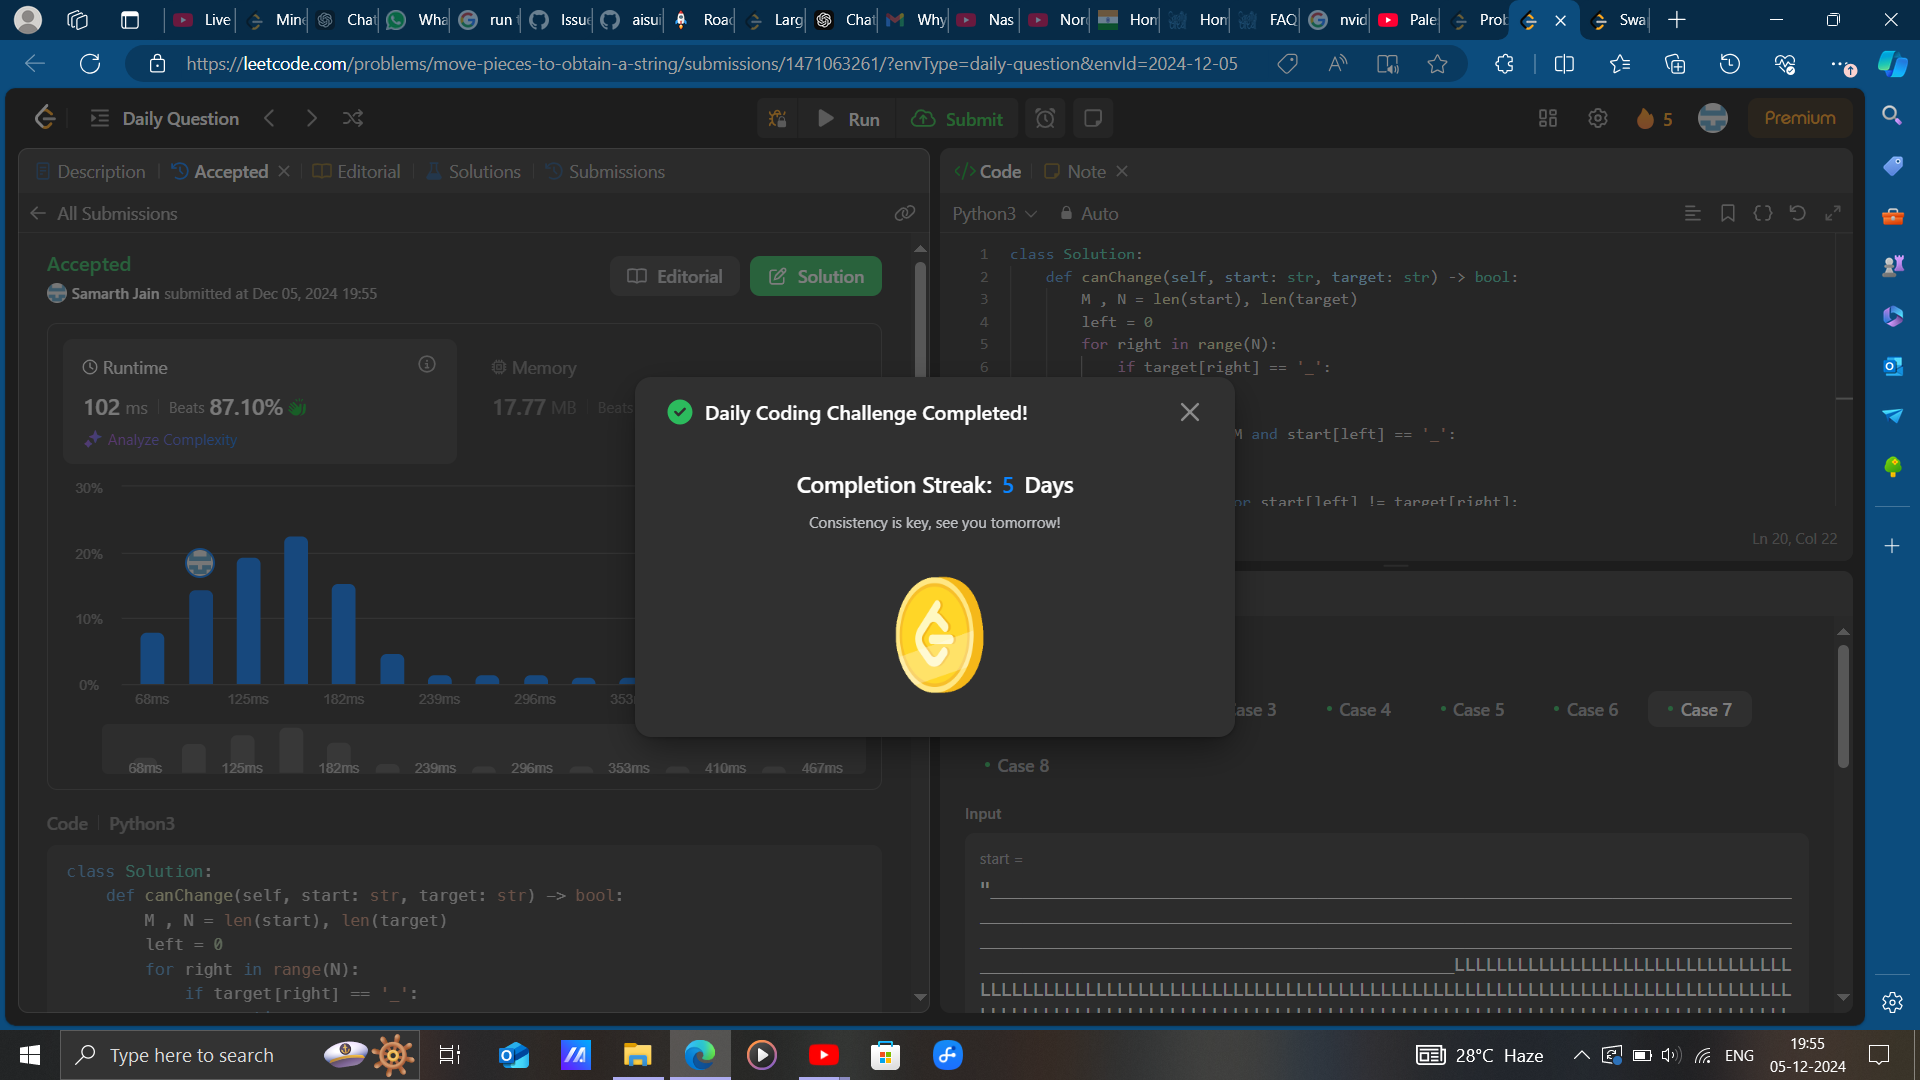 Live
Mine
Chat
Wha
run t
Issue
aisui
Road
Larg
Chat
Why
Nas
Nor
Hom
Hom
FAQ
nvid
Pale
Prob
Swa
https://leetcode.com/problems/move-pieces-to-obtain-a-string/submissions/1471063261/?envType=daily-question&envId=2024-12-05
Daily Question
Run
Submit
5
Premium
Description
Accepted
Editorial
Solutions
Submissions
All Submissions
Accepted
Samarth Jain submitted at Dec 05, 2024 19:55
Editorial
Solution
Runtime
102 ms
Beats 87.10%
Analyze Complexity
Memory
17.77 MB
Beats
30%
20%
10%
0%
68ms 125ms 182ms 239ms 296ms 353
68ms 125ms 182ms 239ms 296ms 353ms 410ms 467ms
Code
Python3
class Solution:
def canChange(self, start: str, target: str) -> bool:
M , N = len(start), len(target)
left = 0
for right in range(N):
if target[right] == '_':
Daily Coding Challenge Completed!
Completion Streak: 5 Days
Consistency is key, see you tomorrow!
Code
Note
Python3
Auto
1 class Solution:
2 def canChange(self, start: str, target: str) -> bool:
3 M , N = len(start), len(target)
4 left = 0
5 for right in range(N):
6 if target[right] == '_':
M and start[left] == '_':
or start[left] != target[right]:
Ln 20, Col 22
ase 3
Case 4
Case 5
Case 6
Case 7
Case 8
Input
start =
Type here to search
28°C Haze
ENG
19:55
05-12-2024